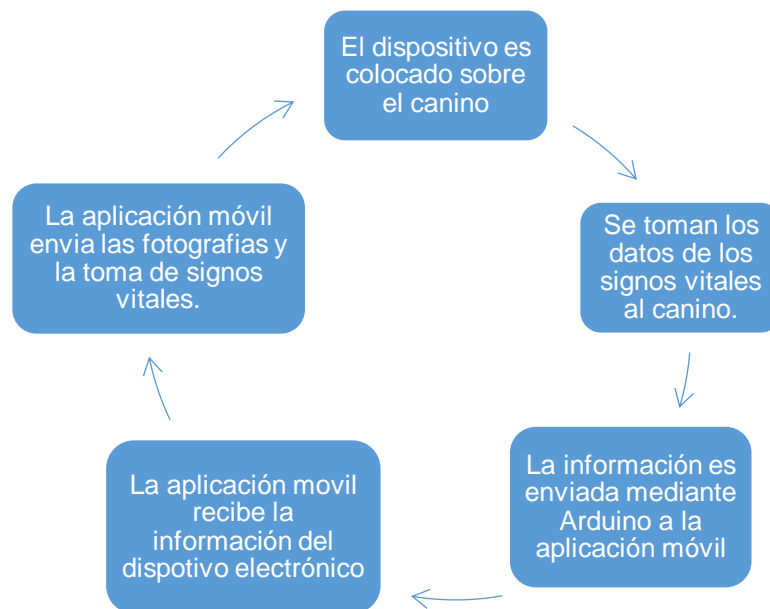 El dispositivo es
colocado sobre
el canino
Se toman los
datos de los
signos vitales
al canino.
La información es
enviada mediante
Arduino a la
aplicación móvil
La aplicación movil
recibe la
información del
dispotivo electrónico
La aplicación móvil
envia las fotografias y
la toma de signos
vitales.